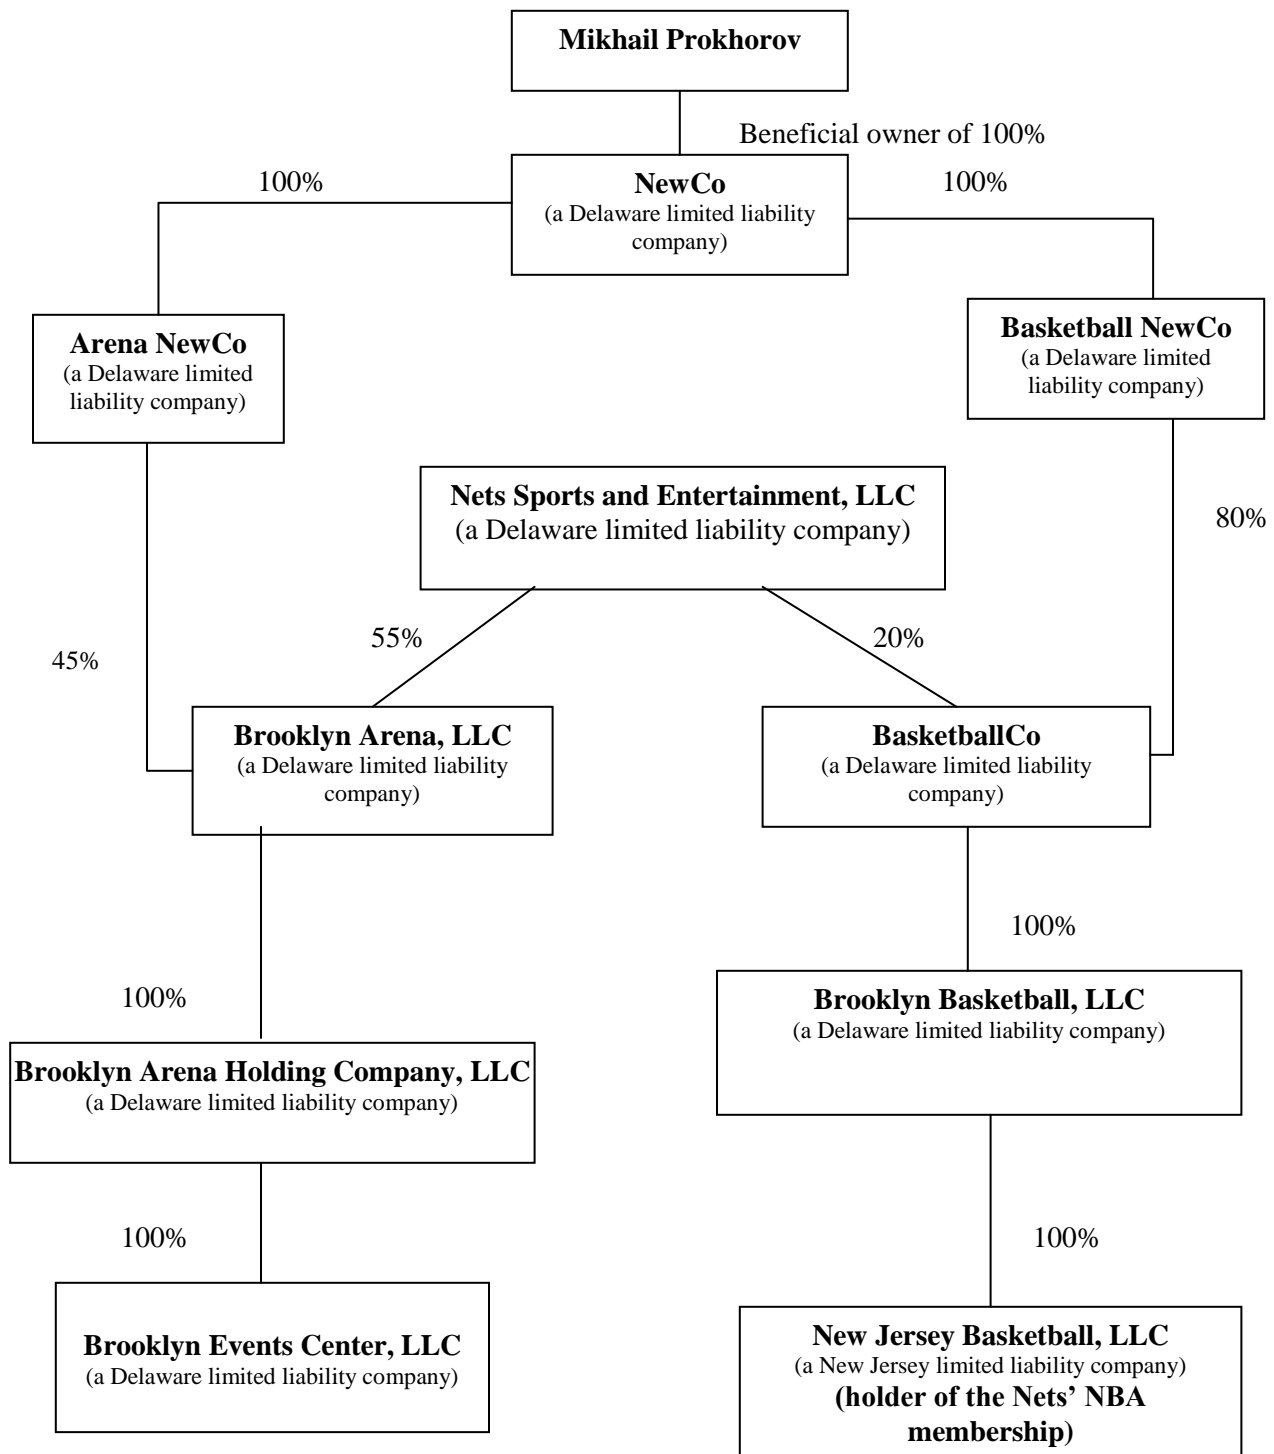 Mikhail Prokhorov
Beneficial owner of 100%
100%
NewCo
(a Delaware limited liability
company)
100%
Arena NewCo
(a Delaware limited
liability company)
Basketball NewCo
(a Delaware limited
liability company)
Nets Sports and Entertainment, LLC
(a Delaware limited liability company)
80%
55%
20%
45%
Brooklyn Arena, LLC
(a Delaware limited liability
company)
BasketballCo
(a Delaware limited liability
company)
100%
100%
Brooklyn Basketball, LLC
(a Delaware limited liability company)
Brooklyn Arena Holding Company, LLC
(a Delaware limited liability company)
100%
100%
Brooklyn Events Center, LLC
(a Delaware limited liability company)
New Jersey Basketball, LLC
(a New Jersey limited liability company)
(holder of the Nets’ NBA
membership)